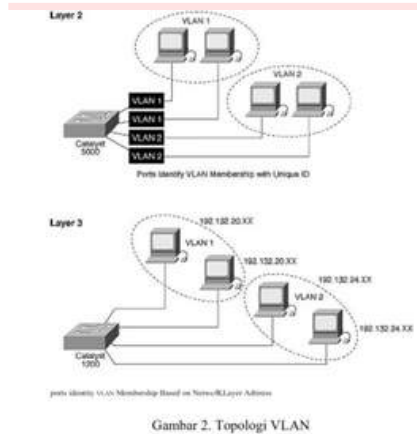 Layer 2
VLAN 1
VLAN 2
VLAN 1
VLAN 1
VLAN 2
VLAN 2
Catalyst
5000
Ports Identify VLAN Membership with Unique ID
Layer 3
192.132.20.XX
VLAN 1
192.132.20.XX
192.132.24.XX
VLAN 2
192.132.24.XX
Catalyst
1200
ports identity VLAN Membership Based on Address
Gambar 2. Topologi VLAN